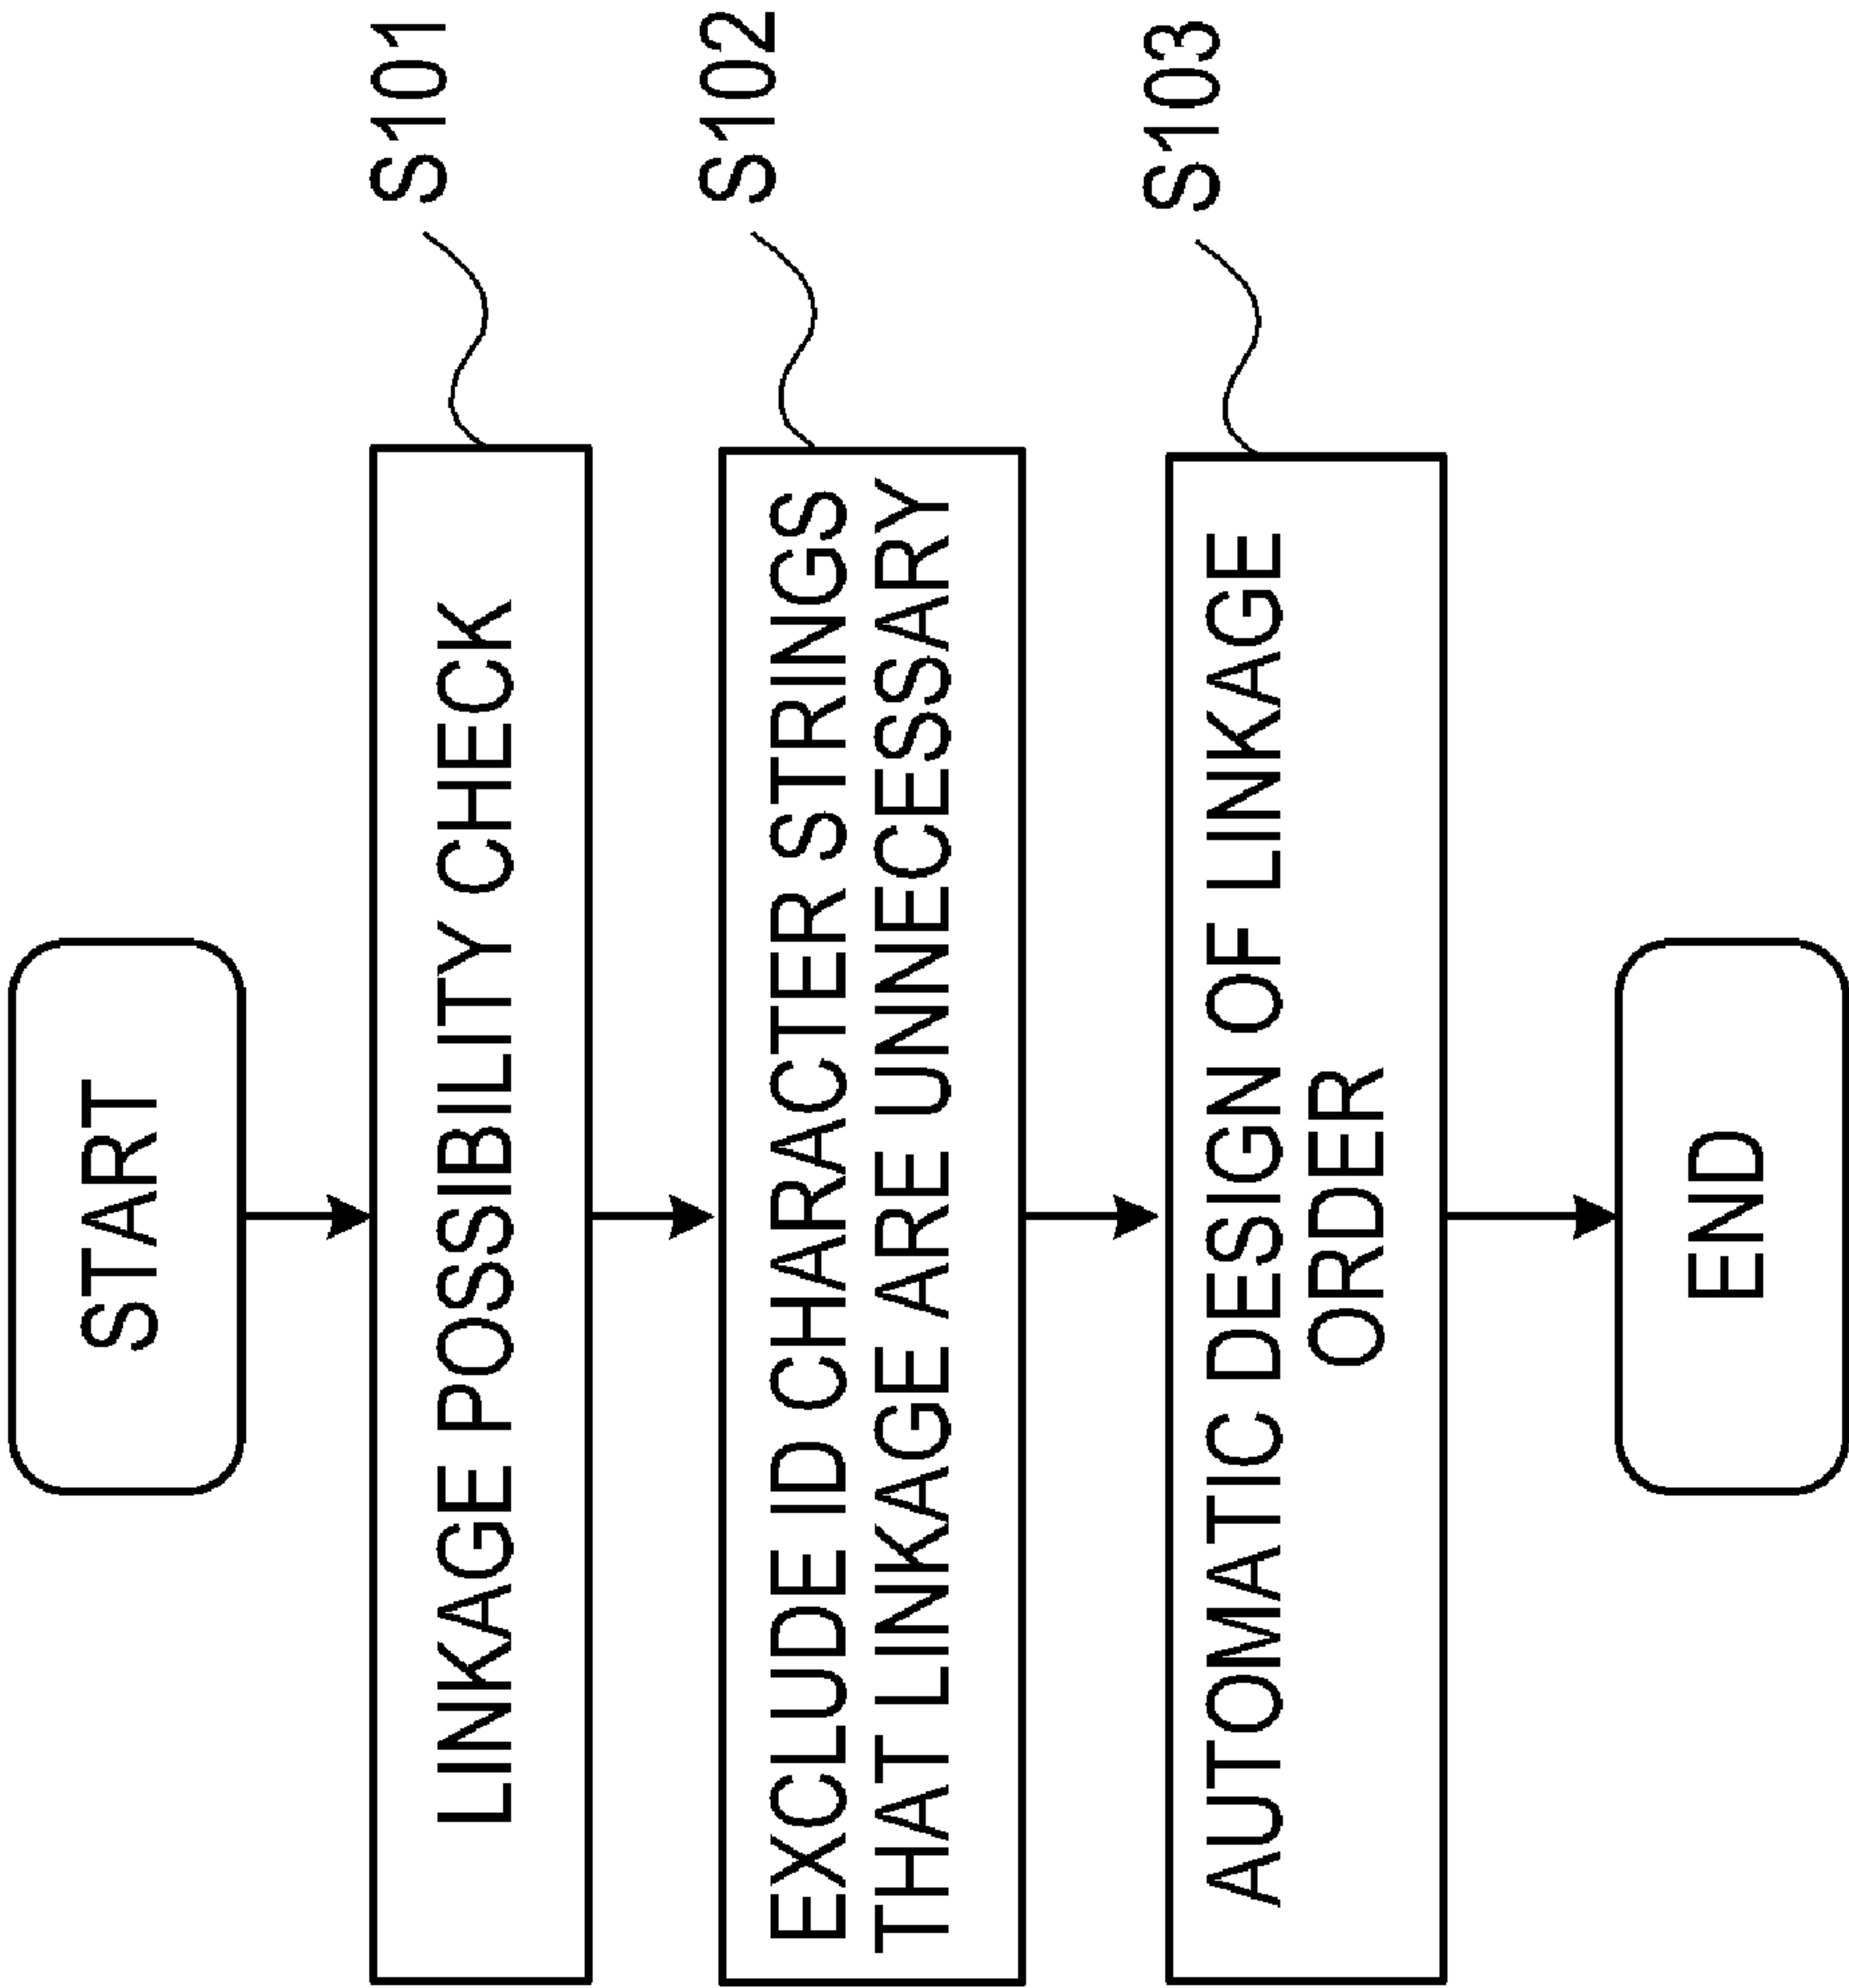 START
LINKAGE POSSIBILITY CHECK
S101
EXCLUDE ID CHARACTER STRINGS
THAT LINKAGE ARE UNNECESSARY
S102
AUTOMATIC DESIGN OF LINKAGE
ORDER
S103
END